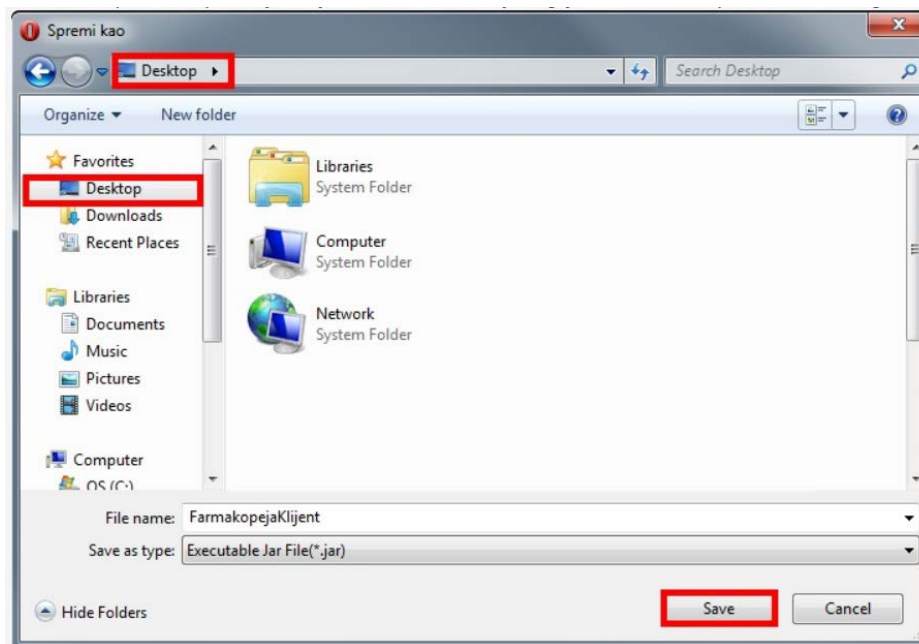 Spremi kao
Desktop
Search Desktop
Organize
New folder
Favorites
Desktop
Downloads
Recent Places
Libraries
Documents
Music
Pictures
Videos
Computer
OS (C:)
Libraries
System Folder
Computer
System Folder
Network
System Folder
File name: FarmakopejaKlijent
Save as type: Executable Jar File(*.jar)
Hide Folders
Save
Cancel